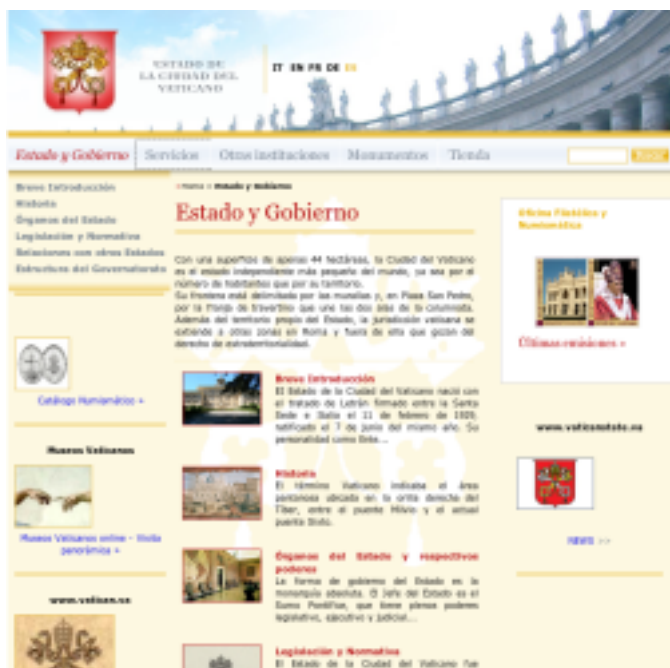 ESTADO DE
LA CIUDAD DEL
VATICANO
IT EN FR DE ES
Estado y Gobierno
Servicios
Otras instituciones
Monumentos
Tienda
Breve Introducción
Historia
Órganos del Estado
Legislación y Normativa
Relaciones con otros Estados
Estructura del Governatorato
Catálogo Numismático »
Museos Vaticanos
Museos Vaticanos online - Visita
panorámica »
www.vatican.va
Home » Estado y Gobierno
Estado y Gobierno
Con una superficie de apenas 44 hectáreas, la Ciudad del Vaticano
es el estado independiente más pequeño del mundo, ya sea por el
número de habitantes que por su territorio.
Su frontera está delimitada por las murallas y, en Plaza San Pedro,
por la franja de travertino que une las dos alas de la columnata.
Además del territorio propio del Estado, la jurisdicción vaticana se
extiende a otras zonas en Roma y fuera de ella que gozan del
derecho de extraterritorialidad.
Breve Introducción
El Estado de la Ciudad del Vaticano nació con
el tratado de Letrán firmado entre la Santa
Sede e Italia el 11 de febrero de 1929,
ratificado el 7 de junio del mismo año. Su
personalidad como Ente...
Historia
El término Vaticano indicaba el área
pantanosa ubicada en la orilla derecha del
Tíber, entre el puente Milvio y el actual
puente Sixto.
Órganos del Estado y respectivos
poderes
La forma de gobierno del Estado es la
monarquía absoluta. El Jefe del Estado es el
Sumo Pontífice, que tiene plenos poderes
legislativo, ejecutivo y judicial...
Legislación y Normativa
El Estado de la Ciudad del Vaticano fue
Oficina Filatélica y
Numismática
Últimas emisiones »
www.vaticanstate.va
NEWS >>